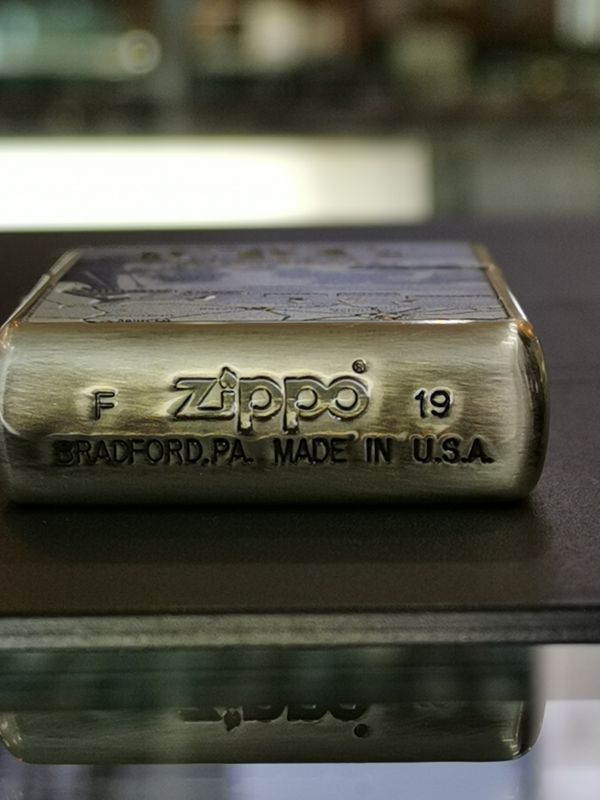 F zippo® 19
BRADFORD,PA. MADE IN U.S.A.